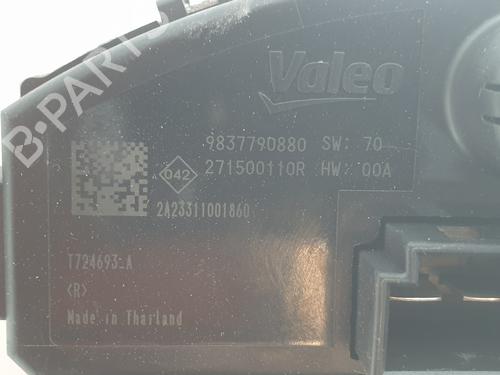 Valeo
9837790880 SW: 70
271500110R HW: 00A
042
2A23311001860
T724693-A
<R>
Made in Thailand
B-PARTS